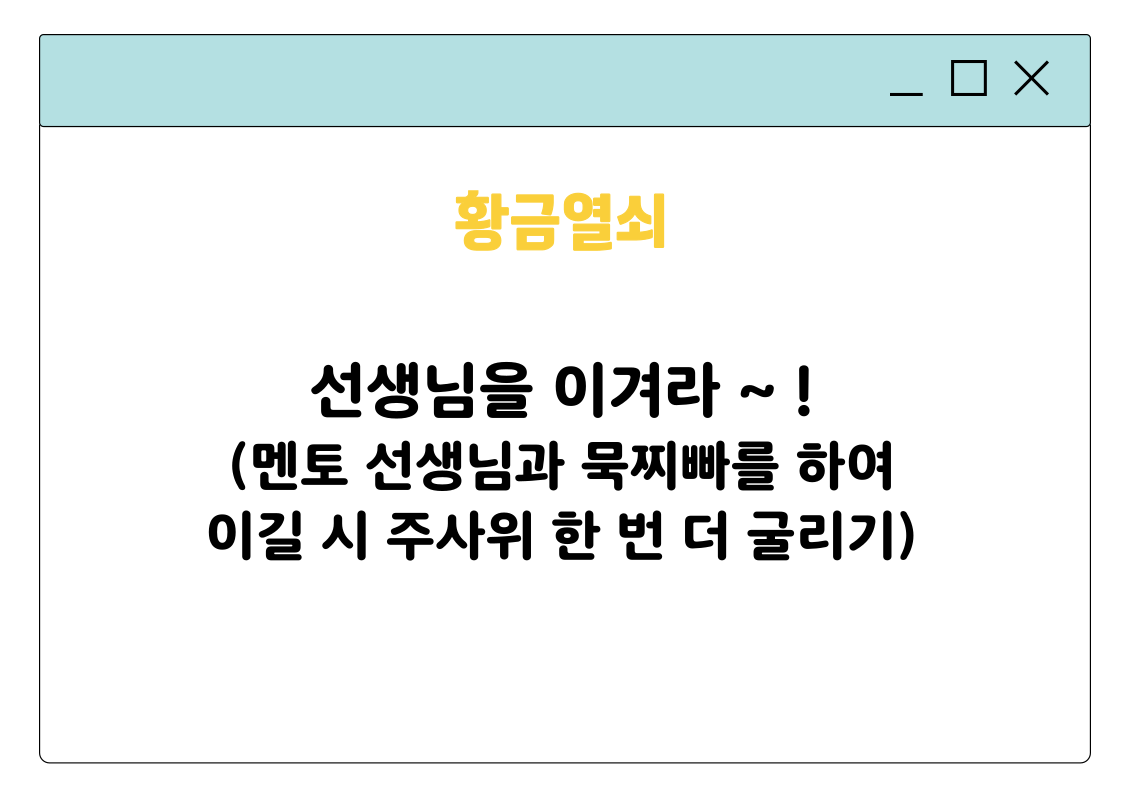 황금열쇠
선생님을 이겨라 ~ !
(멘토 선생님과 묵찌빠를 하여
이길 시 주사위 한 번 더 굴리기)